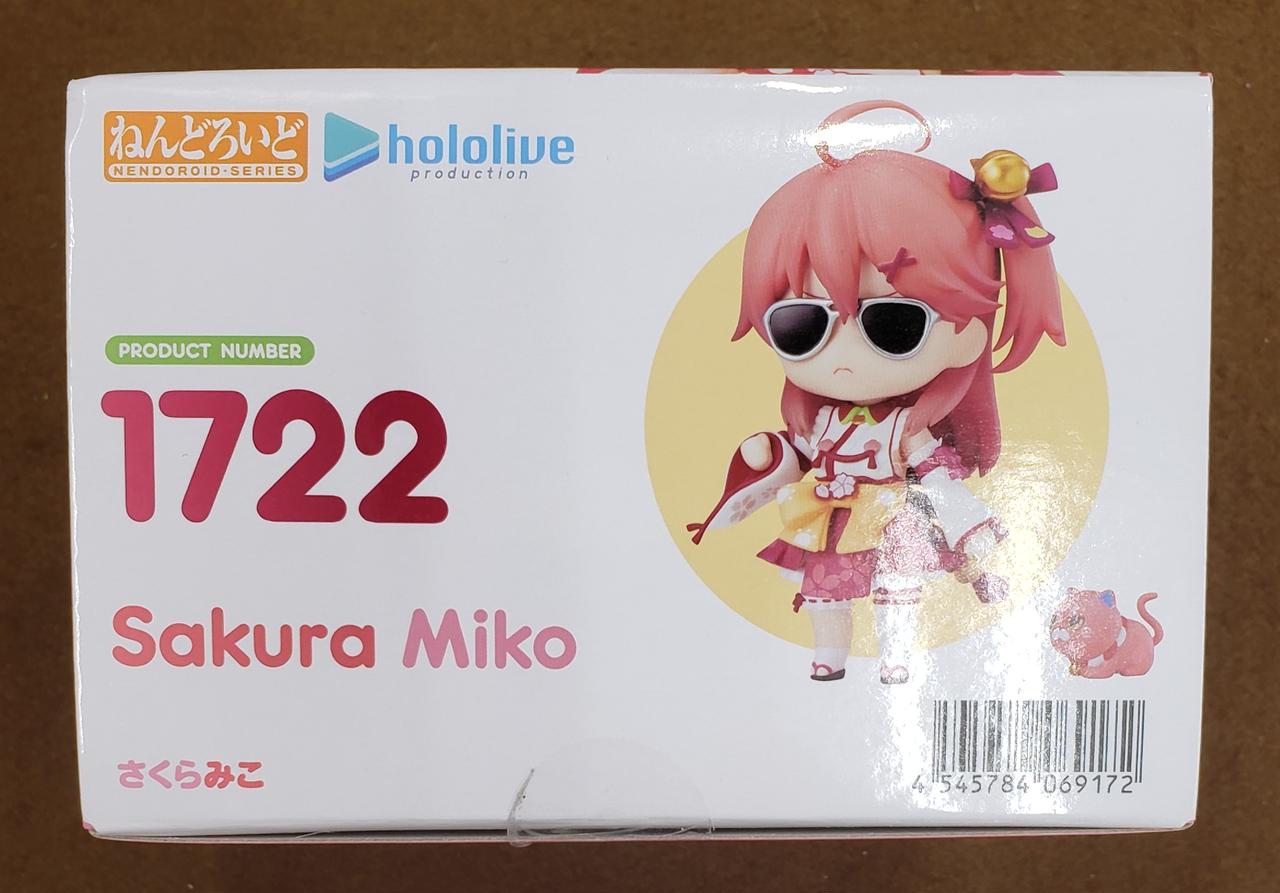 ねんどろいど
NENDOROID·SERIES
hololive
production
PRODUCT NUMBER
1722
Sakura Miko
さくらみこ
4 545784 069172